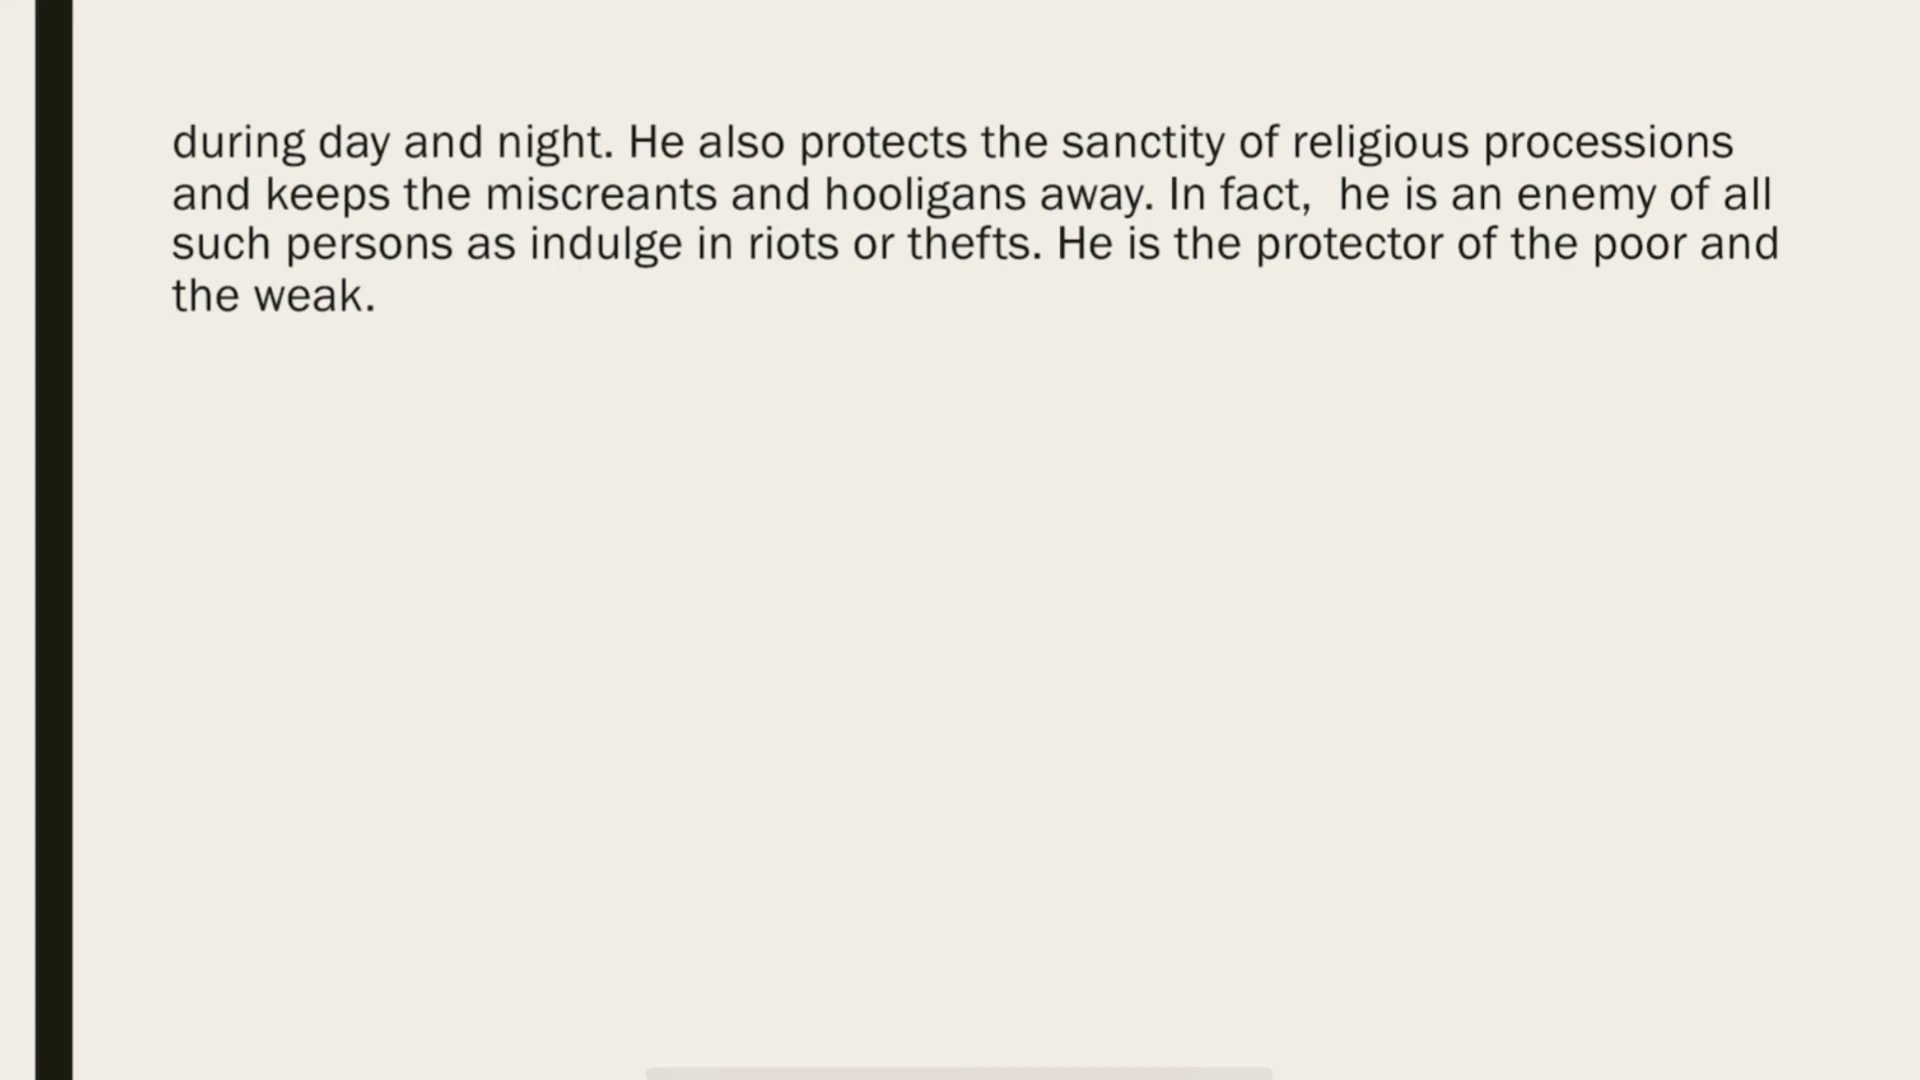 during day and night. He also protects the sanctity of religious processions
and keeps the miscreants and hooligans away. In fact,  he is an enemy of all
such persons as indulge in riots or thefts. He is the protector of the poor and
the weak.